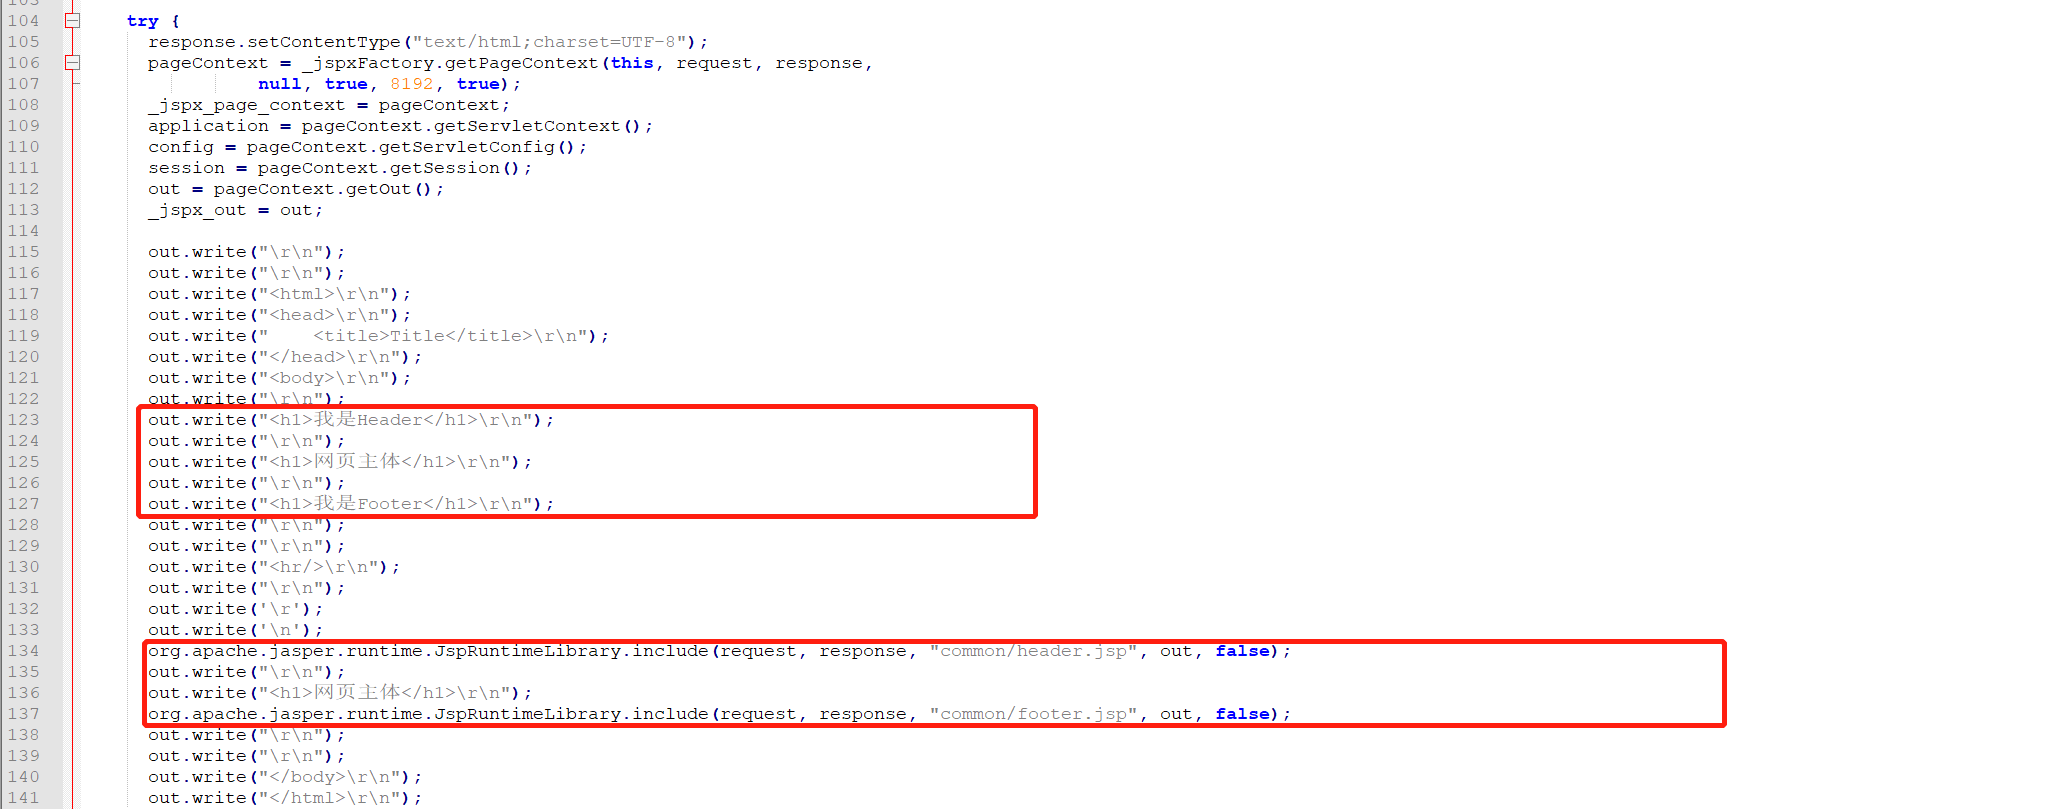 104 try {
105 response.setContentType("text/html;charset=UTF-8");
106 pageContext = _jspxFactory.getPageContext(this, request, response,
107 null, true, 8192, true);
108 _jspx_page_context = pageContext;
109 application = pageContext.getServletContext();
110 config = pageContext.getServletConfig();
111 session = pageContext.getSession();
112 out = pageContext.getOut();
113 _jspx_out = out;
114
115 out.write("\r\n");
116 out.write("\r\n");
117 out.write("<html>\r\n");
118 out.write("<head>\r\n");
119 out.write("    <title>Title</title>\r\n");
120 out.write("</head>\r\n");
121 out.write("<body>\r\n");
122 out.write("\r\n");
123 out.write("<h1>我是Header</h1>\r\n");
124 out.write("\r\n");
125 out.write("<h1>网页主体</h1>\r\n");
126 out.write("\r\n");
127 out.write("<h1>我是Footer</h1>\r\n");
128 out.write("\r\n");
129 out.write("\r\n");
130 out.write("<hr/>\r\n");
131 out.write("\r\n");
132 out.write('\r');
133 out.write('\n');
134 org.apache.jasper.runtime.JspRuntimeLibrary.include(request, response, "common/header.jsp", out, false);
135 out.write("\r\n");
136 out.write("<h1>网页主体</h1>\r\n");
137 org.apache.jasper.runtime.JspRuntimeLibrary.include(request, response, "common/footer.jsp", out, false);
138 out.write("\r\n");
139 out.write("\r\n");
140 out.write("</body>\r\n");
141 out.write("</html>\r\n");